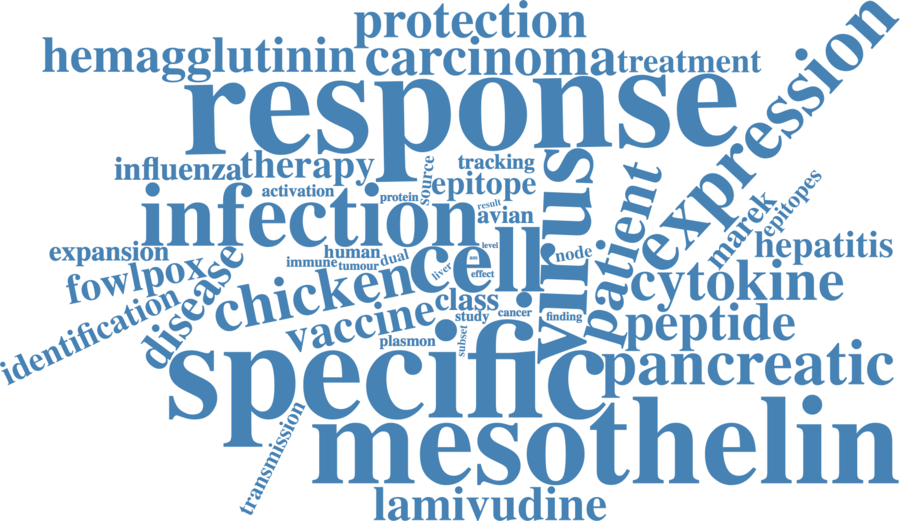 protection
hemagglutinin
carcinoma
treatment
response
expression
influenza
therapy
source
tracking
activation
protein
epitope
infection
result
avian
virus
patient
marek
epitopes
hepatitis
expansion
human
immune
tumour
dual
cell
level
liver
effect
node
fowlpox
disease
chicken
cytokine
identification
vaccine
class
study
cancer
finding
peptide
plasmon
subset
specific
pancreatic
transmission
mesothelin
lamivudine